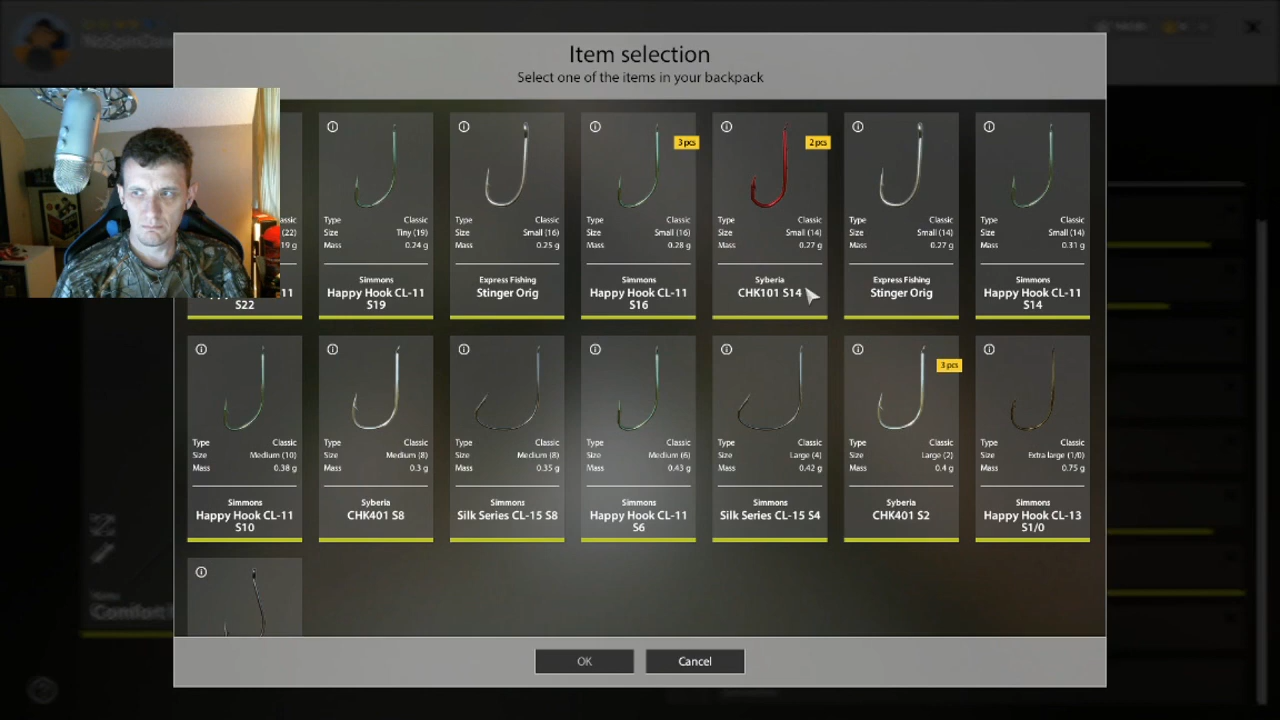 Item selection
Select one of the items in your backpack
Classic
(22)
19 g
11
S22
Type Classic
Size Tiny (19)
Mass 0.24 g
Simmons
Happy Hook CL-11
S19
Type Classic
Size Small (16)
Mass 0.25 g
Express Fishing
Stinger Orig
3 pcs
Type Classic
Size Small (16)
Mass 0.28 g
Simmons
Happy Hook CL-11
S16
2 pcs
Type Classic
Size Small (14)
Mass 0.27 g
Syberia
CHK101 S14
Type Classic
Size Small (14)
Mass 0.27 g
Express Fishing
Stinger Orig
Type Classic
Size Small (14)
Mass 0.31 g
Simmons
Happy Hook CL-11
S14
Type Classic
Size Medium (10)
Mass 0.38 g
Simmons
Happy Hook CL-11
S10
Type Classic
Size Medium (8)
Mass 0.3 g
Syberia
CHK401 S8
Type Classic
Size Medium (8)
Mass 0.35 g
Simmons
Silk Series CL-15 S8
Type Classic
Size Medium (6)
Mass 0.43 g
Simmons
Happy Hook CL-11
S6
Type Classic
Size Large (4)
Mass 0.42 g
Simmons
Silk Series CL-15 S4
3 pcs
Type Classic
Size Large (2)
Mass 0.4 g
Syberia
CHK401 S2
Type Classic
Size Extra large (1/0)
Mass 0.75 g
Simmons
Happy Hook CL-13
S1/0
Comfort
OK
Cancel